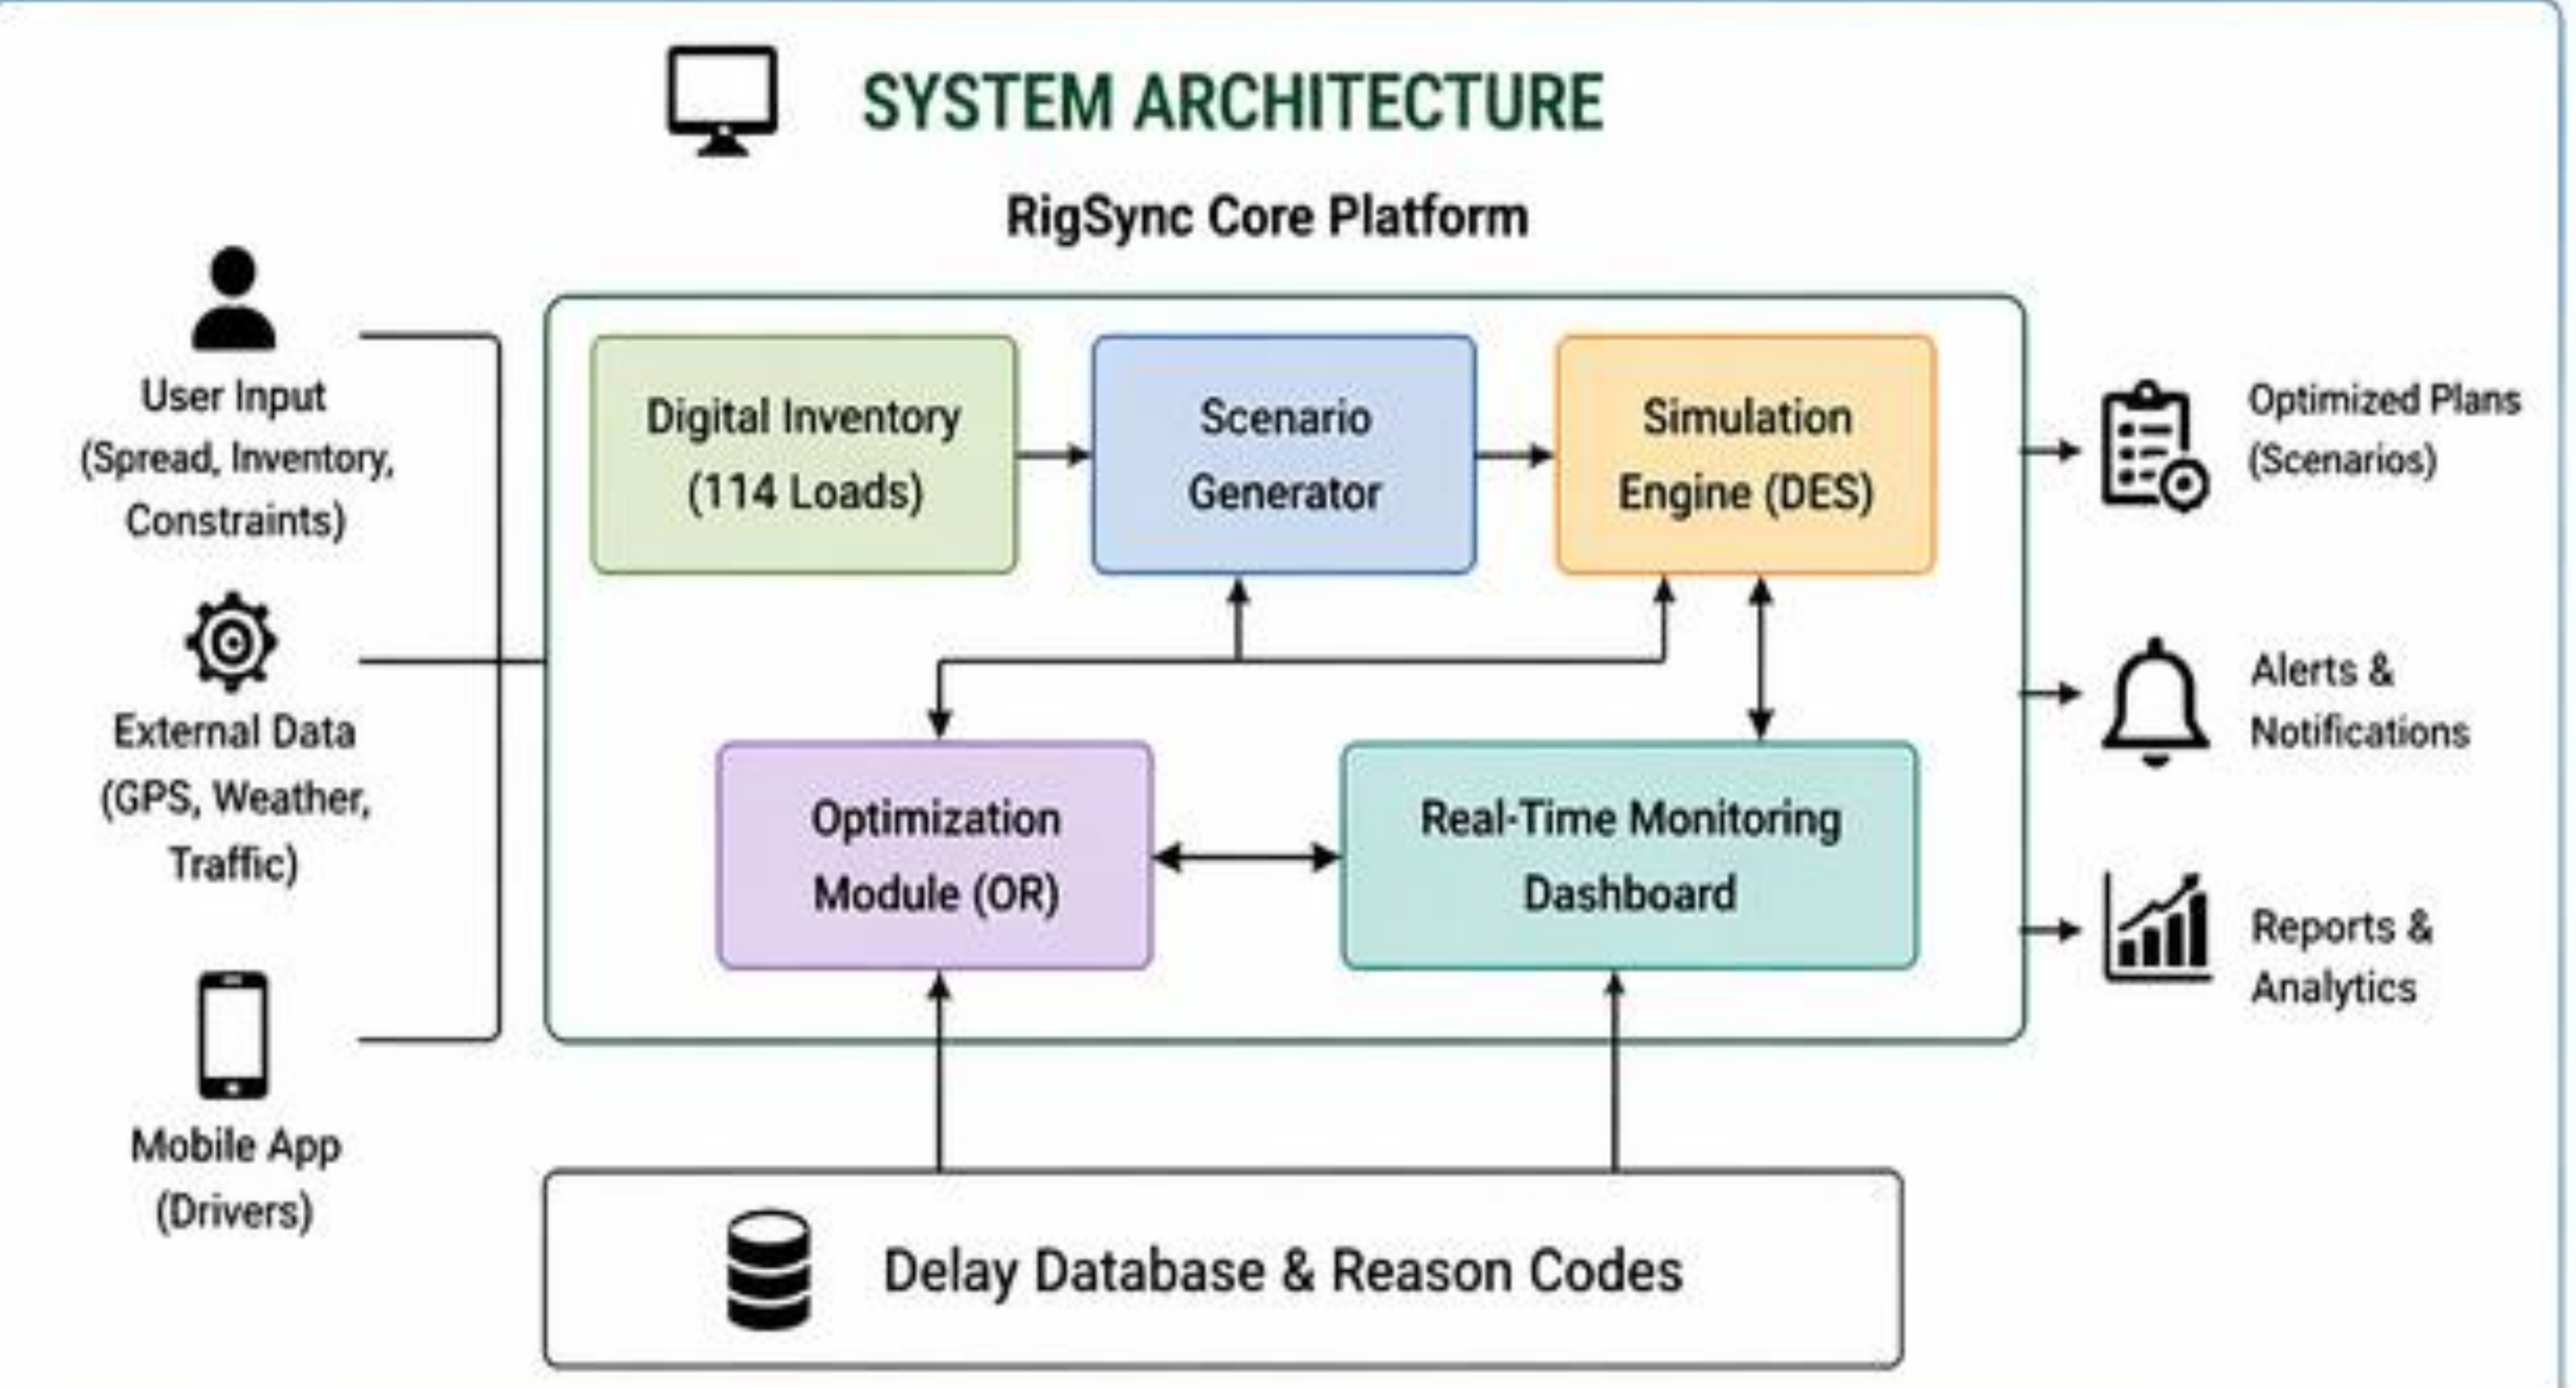 SYSTEM ARCHITECTURE
RigSync Core Platform
User Input
(Spread, Inventory,
Constraints)
External Data
(GPS, Weather,
Traffic)
Mobile App
(Drivers)
Digital Inventory
(114 Loads)
Scenario
Generator
Simulation
Engine (DES)
Optimization
Module (OR)
Real-Time Monitoring
Dashboard
Delay Database & Reason Codes
Optimized Plans
(Scenarios)
Alerts &
Notifications
Reports &
Analytics